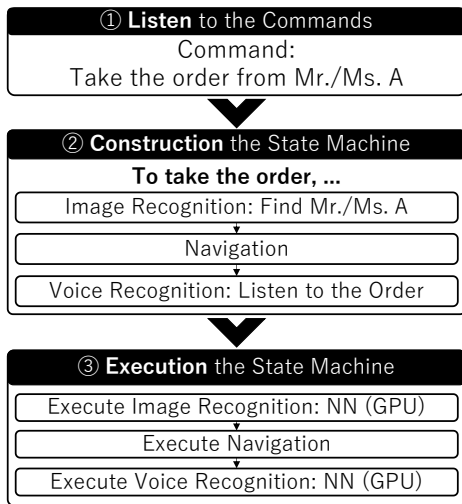 ① Listen to the Commands
Command:
Take the order from Mr./Ms. A
② Construction the State Machine
To take the order, ...
Image Recognition: Find Mr./Ms. A
Navigation
Voice Recognition: Listen to the Order
③ Execution the State Machine
Execute Image Recognition: NN (GPU)
Execute Navigation
Execute Voice Recognition: NN (GPU)